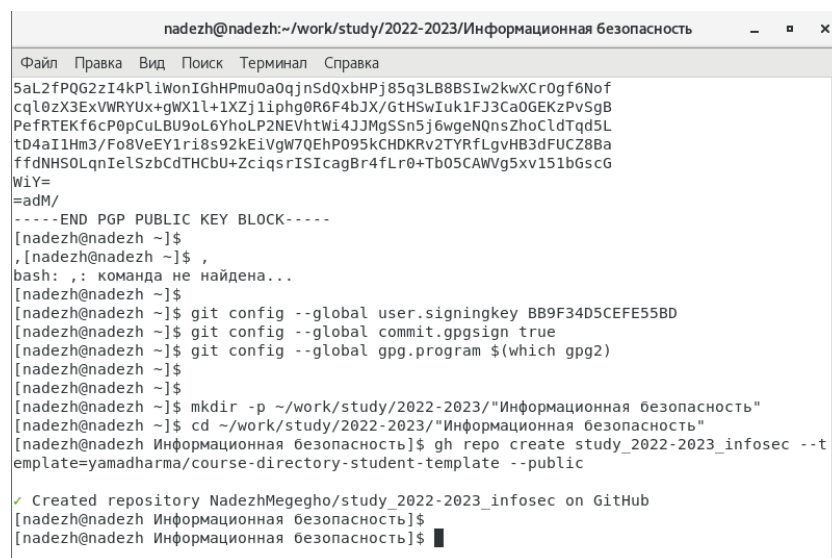 nadezh@nadezh:~/work/study/2022-2023/Информационная безопасность
Файл Правка Вид Поиск Терминал Справка
5aL2fPQG2zI4kPliWonIGhHPmuOaOqjnSdQxbHPj85q3LB8BSIw2kwXCrOgf6Nof
cql0zX3ExVWRYUx+gWX1l+1XZj1iphg0R6F4bJX/GtHSwIuk1FJ3CaOGEKzPvSgB
PefRTEKf6cP0pCuLBU9oL6YhoLP2NEVhtWi4JJMgSSn5j6wgeNQnsZhoCldTqd5L
tD4aI1Hm3/Fo8VeEY1ri8s92kEiVgW7QEhPO95kCHDKRv2TYRfLgvHB3dFUCZ8Ba
ffdNHSOLqnIelSzbCdTHCbU+ZciqsrISIcagBr4fLr0+TbO5CAWVg5xv151bGscG
WiY=
=adM/
-----END PGP PUBLIC KEY BLOCK-----
[nadezh@nadezh ~]$
,[nadezh@nadezh ~]$ ,
bash: ,: команда не найдена...
[nadezh@nadezh ~]$
[nadezh@nadezh ~]$ git config --global user.signingkey BB9F34D5CEFE55BD
[nadezh@nadezh ~]$ git config --global commit.gpgsign true
[nadezh@nadezh ~]$ git config --global gpg.program $(which gpg2)
[nadezh@nadezh ~]$
[nadezh@nadezh ~]$
[nadezh@nadezh ~]$ mkdir -p ~/work/study/2022-2023/"Информационная безопасность"
[nadezh@nadezh ~]$ cd ~/work/study/2022-2023/"Информационная безопасность"
[nadezh@nadezh Информационная безопасность]$ gh repo create study_2022-2023_infosec --t
emplate=yamadharma/course-directory-student-template --public
✓ Created repository NadezhMegegho/study_2022-2023_infosec on GitHub
[nadezh@nadezh Информационная безопасность]$
[nadezh@nadezh Информационная безопасность]$